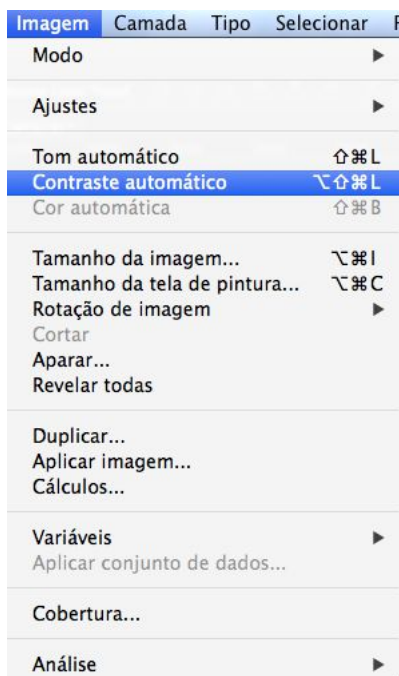 Imagem Camada Tipo Selecionar
Modo ▶
Ajustes ▶
Tom automático ⇧⌘L
Contraste automático ⌥⇧⌘L
Cor automática ⇧⌘B
Tamanho da imagem... ⌥⌘I
Tamanho da tela de pintura... ⌥⌘C
Rotação de imagem ▶
Cortar
Aparar...
Revelar todas
Duplicar...
Aplicar imagem...
Cálculos...
Variáveis ▶
Aplicar conjunto de dados...
Cobertura...
Análise ▶